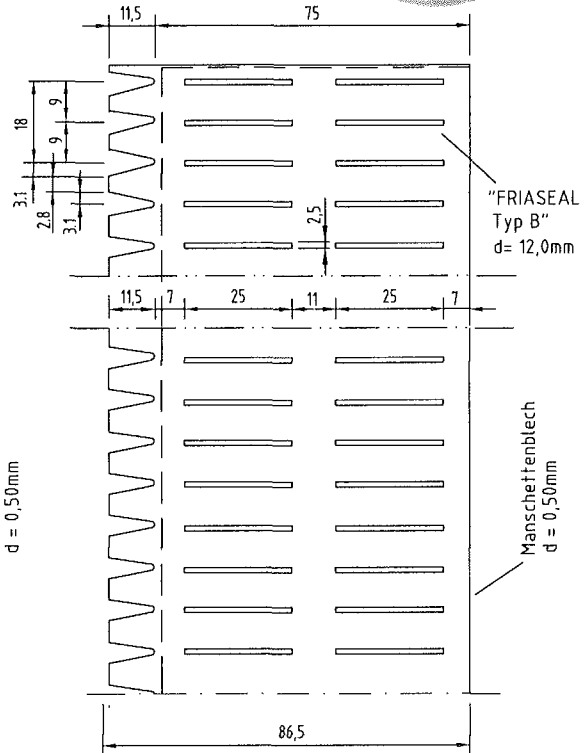 11,5
75
18
9
9
3.1
2.8
3.1
2,5
"FRIASEAL
Typ B"
d= 12,0mm
11,5
7
25
11
25
7
d = 0,50mm
Manschettenblech
d = 0,50mm
86,5